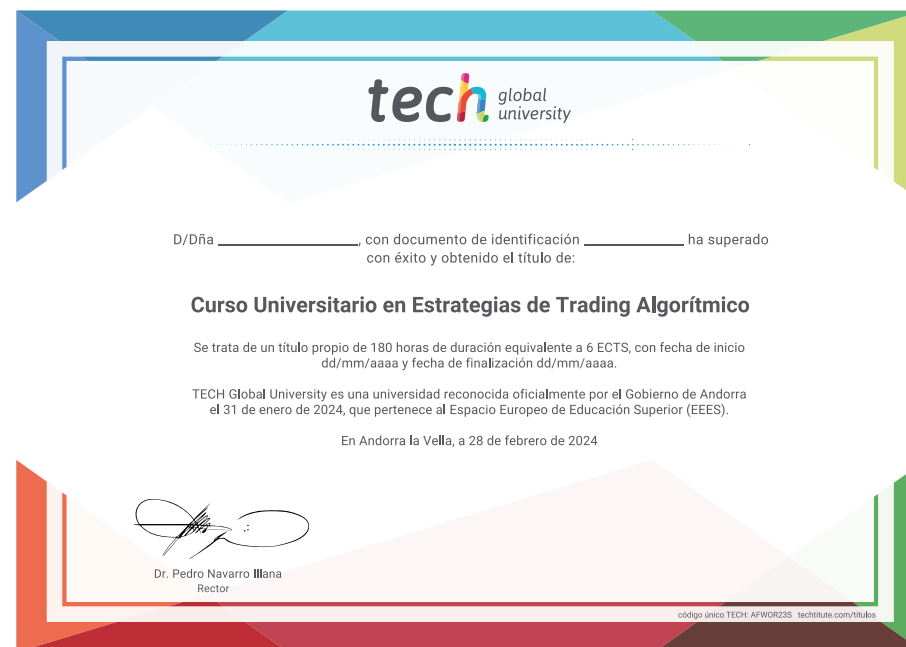 tech global university
D/Dña ____________________, con documento de identificación ______________ ha superado
con éxito y obtenido el título de:
Curso Universitario en Estrategias de Trading Algorítmico
Se trata de un título propio de 180 horas de duración equivalente a 6 ECTS, con fecha de inicio
dd/mm/aaaa y fecha de finalización dd/mm/aaaa.
TECH Global University es una universidad reconocida oficialmente por el Gobierno de Andorra
el 31 de enero de 2024, que pertenece al Espacio Europeo de Educación Superior (EEES).
En Andorra la Vella, a 28 de febrero de 2024
Dr. Pedro Navarro Illana
Rector
código único TECH: AFWOR23S techtitute.com/titulos